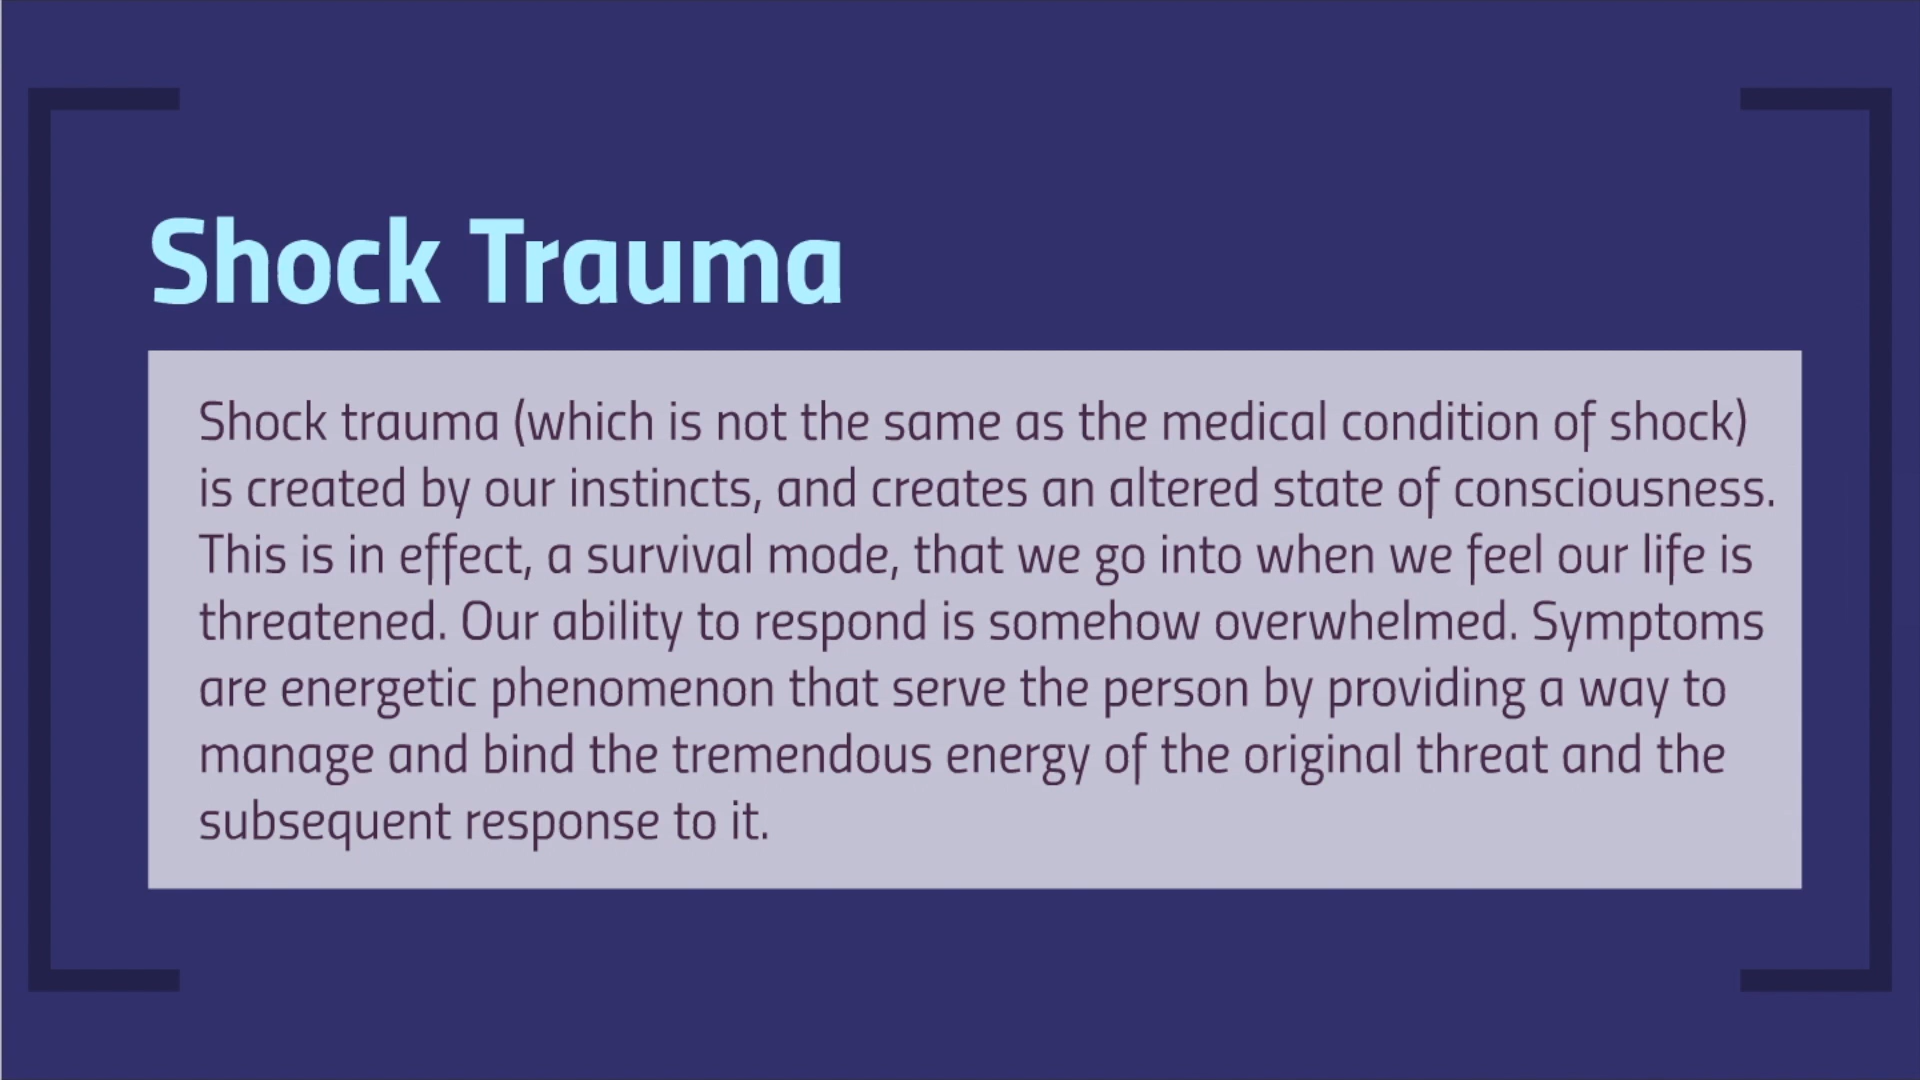 Shock Trauma
Shock trauma (which is not the same as the medical condition of shock)
is created by our instincts, and creates an altered state of consciousness.
This is in effect, a survival mode, that we go into when we feel our life is
threatened. Our ability to respond is somehow overwhelmed. Symptoms
are energetic phenomenon that serve the person by providing a way to
manage and bind the tremendous energy of the original threat and the
subsequent response to it.